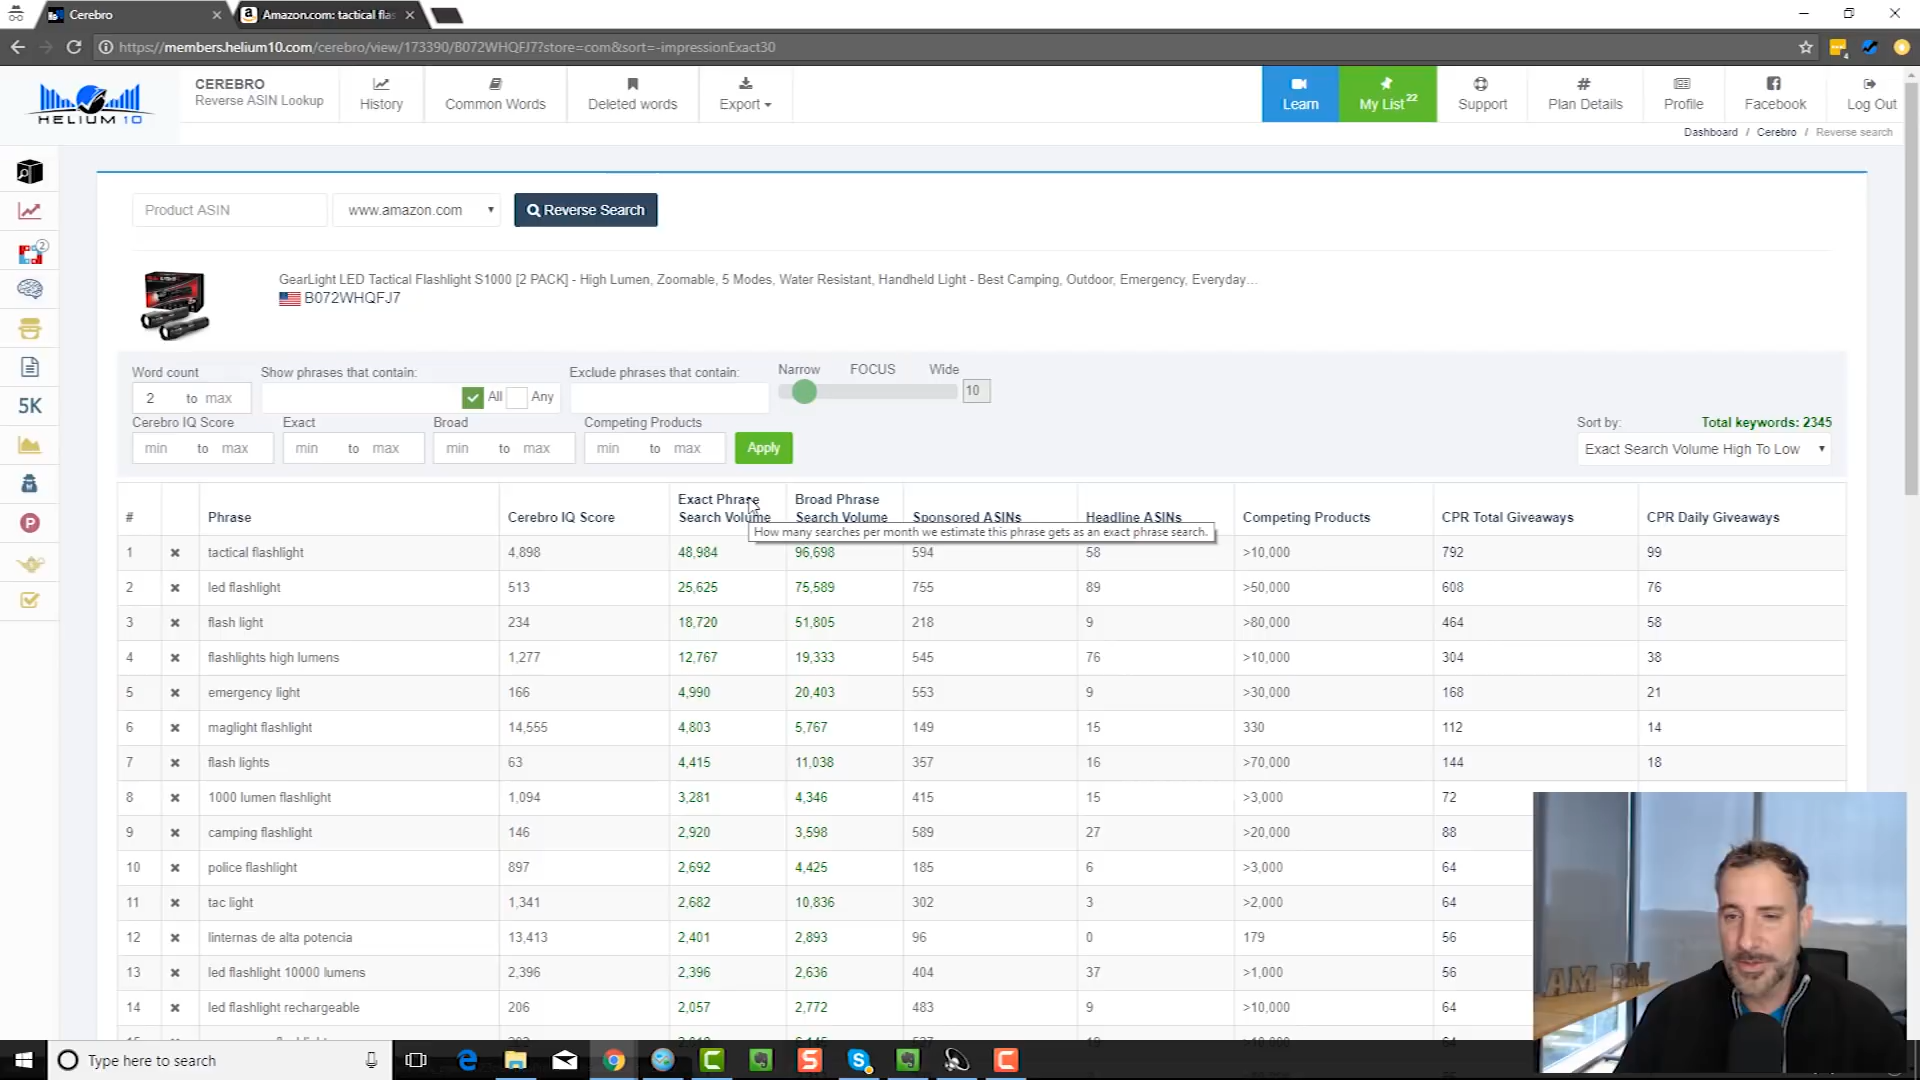 Cerebro
Amazon.com: tactical fla
https://members.helium10.com/cerebro/view/173390/B072WHQFJ7?store=com&sort=-impressionExact30
HELIUM 10
CEREBRO
Reverse ASIN Lookup
History
Common Words
Deleted words
Export
Learn
My List 22
Support
Plan Details
Profile
Facebook
Log Out
Dashboard / Cerebro / Reverse search
Product ASIN
www.amazon.com
Reverse Search
2
5K
GearLight LED Tactical Flashlight S1000 [2 PACK] - High Lumen, Zoomable, 5 Modes, Water Resistant, Handheld Light - Best Camping, Outdoor, Emergency, Everyday…
B072WHQFJ7
Word count
2 to max
Show phrases that contain:
All Any
Exclude phrases that contain:
Narrow FOCUS Wide
10
Cerebro IQ Score
min to max
Exact
min to max
Broad
min to max
Competing Products
min to max
Apply
Sort by: Total keywords: 2345
Exact Search Volume High To Low
# Phrase Cerebro IQ Score Exact Phrase Search Volume Broad Phrase Search Volume Sponsored ASINs Headline ASINs Competing Products CPR Total Giveaways CPR Daily Giveaways
How many searches per month we estimate this phrase gets as an exact phrase search.
1 tactical flashlight 4,898 48,984 96,698 594 58 >10,000 792 99
2 led flashlight 513 25,625 75,589 755 89 >50,000 608 76
3 flash light 234 18,720 51,805 218 9 >80,000 464 58
4 flashlights high lumens 1,277 12,767 19,333 545 76 >10,000 304 38
5 emergency light 166 4,990 20,403 553 9 >30,000 168 21
6 maglight flashlight 14,555 4,803 5,767 149 15 330 112 14
7 flash lights 63 4,415 11,038 357 16 >70,000 144 18
8 1000 lumen flashlight 1,094 3,281 4,346 415 15 >3,000 72
9 camping flashlight 146 2,920 3,598 589 27 >20,000 88
10 police flashlight 897 2,692 4,425 185 6 >3,000 64
11 tac light 1,341 2,682 10,836 302 3 >2,000 64
12 linternas de alta potencia 13,413 2,401 2,893 96 0 179 56
13 led flashlight 10000 lumens 2,396 2,396 2,636 404 37 >1,000 56
14 led flashlight rechargeable 206 2,057 2,772 483 9 >10,000 64
AM PM
Type here to search